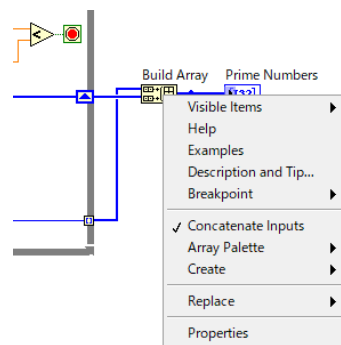 Build Array Prime Numbers
Visible Items
Help
Examples
Description and Tip...
Breakpoint
Concatenate Inputs
Array Palette
Create
Replace
Properties